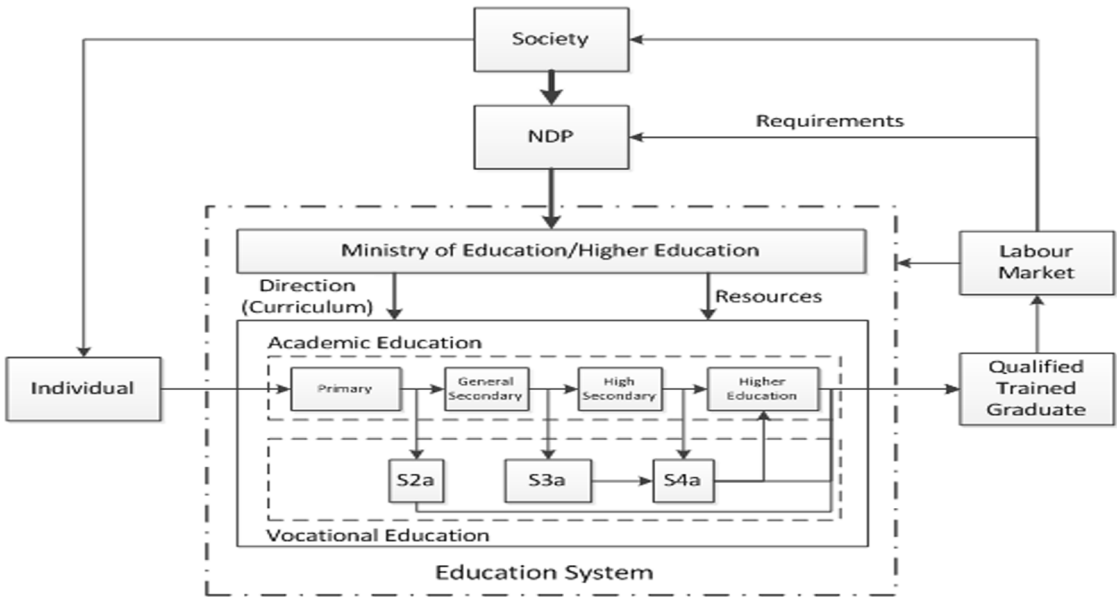 Society
NDP
Requirements
Ministry of Education/Higher Education
Labour
Market
Direction
(Curriculum)
Resources
Academic Education
Individual
Primary
General
Secondary
High
Secondary
Higher
Education
Qualified
Trained
Graduate
S2a
S3a
S4a
Vocational Education
Education System